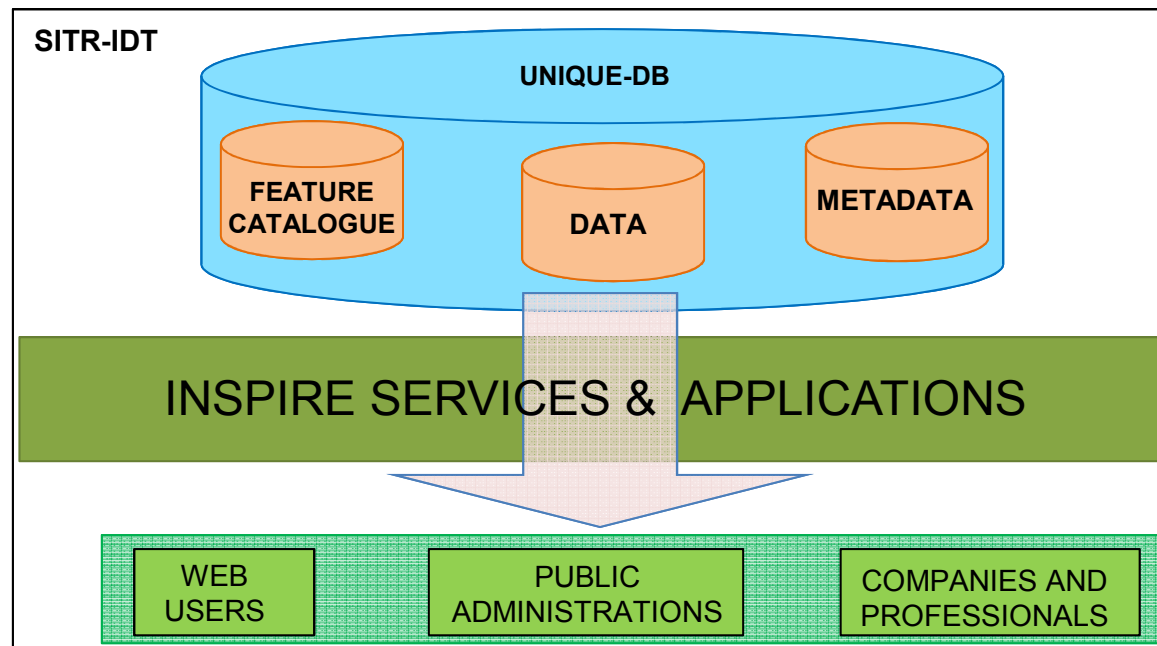 SITR-IDT
UNIQUE-DB
FEATURE
CATALOGUE
DATA
METADATA
INSPIRE SERVICES & APPLICATIONS
WEB
USERS
PUBLIC
ADMINISTRATIONS
COMPANIES AND
PROFESSIONALS